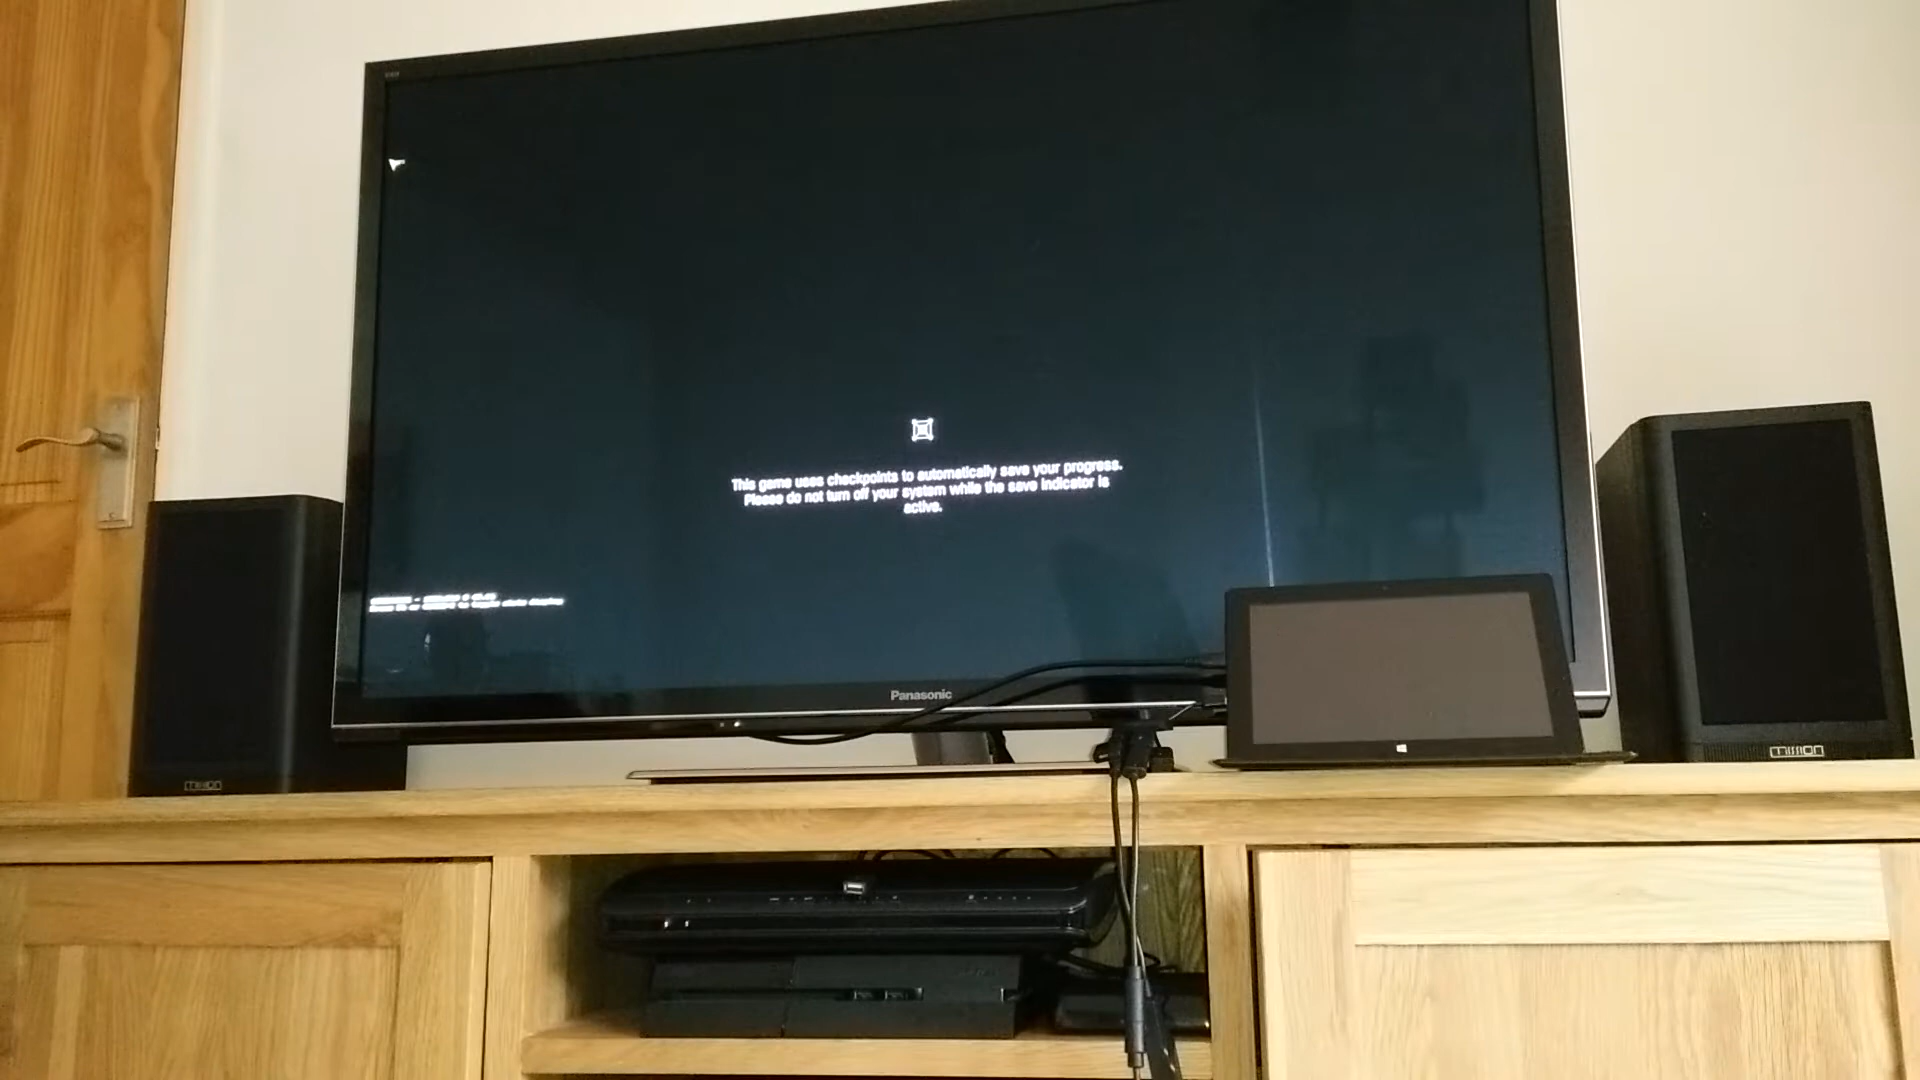 This game uses checkpoints to automatically save your progress.
Please do not turn off your system while the save indicator is
active.
Panasonic
mission
mission